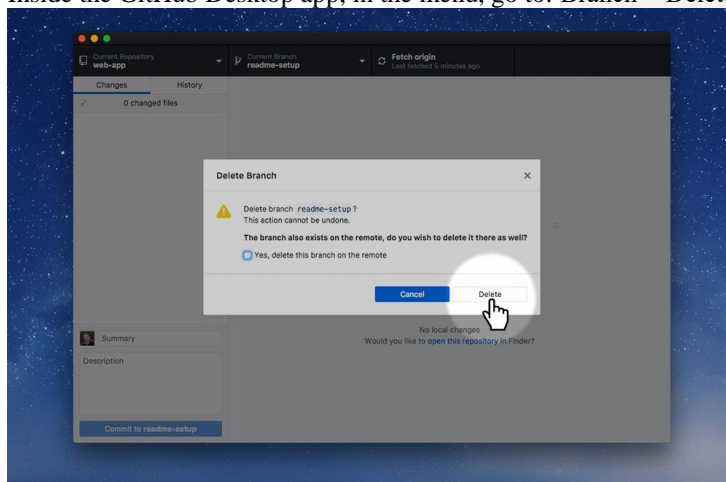 Inside the GitHub Desktop app, in the menu, go to: Branch
Current Repository
web-app
Current Branch
readme-setup
Fetch origin
Last fetched 5 minutes ago
Changes
History
0 changed files
Delete Branch
Delete branch readme-setup?
This action cannot be undone.
The branch also exists on the remote, do you wish to delete it there as well?
Yes, delete this branch on the remote
Cancel
Delete
No local changes
Would you like to open this repository in Finder?
Summary
Description
Commit to readme-setup